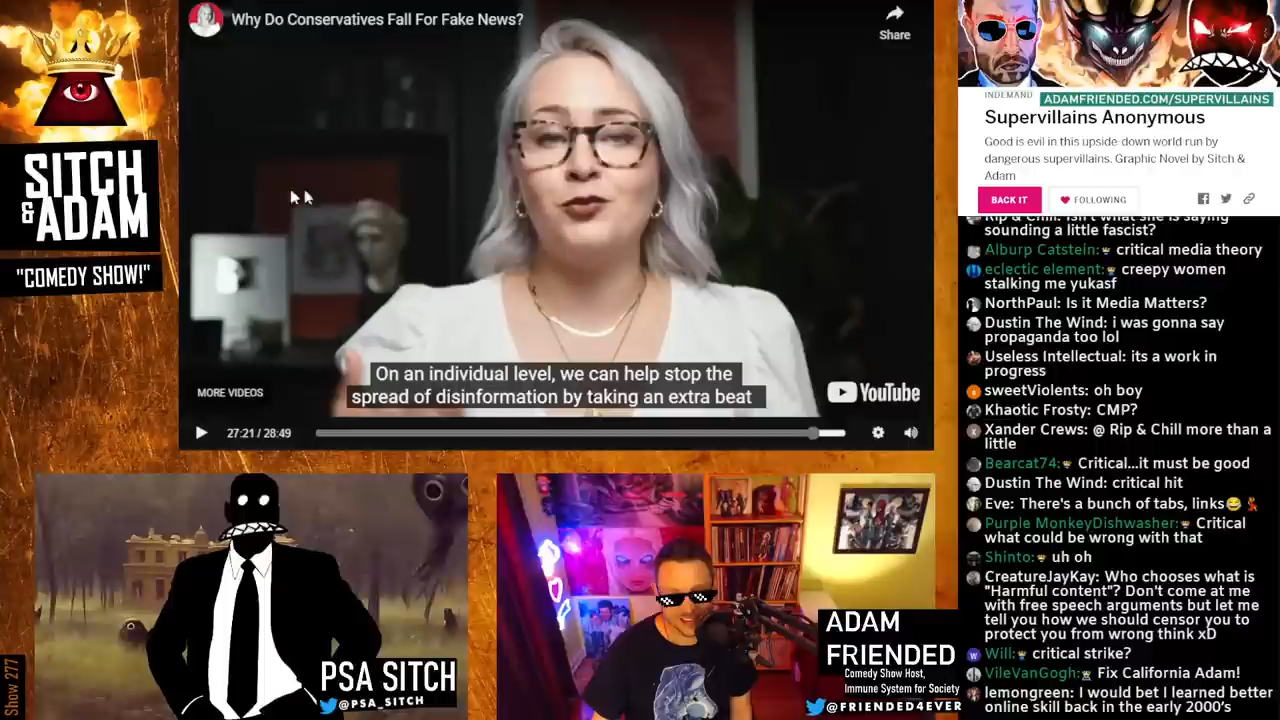 Why Do Conservatives Fall For Fake News?
Share
SITCH
& ADAM
"COMEDY SHOW!"
On an individual level, we can help stop the
spread of disinformation by taking an extra beat
MORE VIDEOS
YouTube
27:21 / 28:49
INDEMAND
ADAMFRIENDED.COM/SUPERVILLAINS
Supervillains Anonymous
Good is evil in this upside-down world run by
dangerous supervillains. Graphic Novel by Sitch &
Adam
BACK IT
FOLLOWING
Rip & Chill: Isn't what she is saying
sounding a little fascist?
Alburp Catstein: critical media theory
eclectic element: creepy women
stalking me yukasf
NorthPaul: Is it Media Matters?
Dustin The Wind: i was gonna say
propaganda too lol
Useless Intellectual: its a work in
progress
sweetViolents: oh boy
Khaotic Frosty: CMP?
Xander Crews: @ Rip & Chill more than a
little
Bearcat74: Critical...it must be good
Dustin The Wind: critical hit
Eve: There's a bunch of tabs, links😂💃
Purple MonkeyDishwasher: Critical
what could be wrong with that
Shinto: uh oh
CreatureJayKay: Who chooses what is
"Harmful content"? Don't come at me
with free speech arguments but let me
tell you how we should censor you to
protect you from wrong think xD
Will: critical strike?
VileVanGogh: Fix California Adam!
lemongreen: I would bet I learned better
online skill back in the early 2000's
Show 277
PSA SITCH
@PSA_SITCH
ADAM
FRIENDED
Comedy Show Host,
Immune System for Society
@FRIENDED4EVER